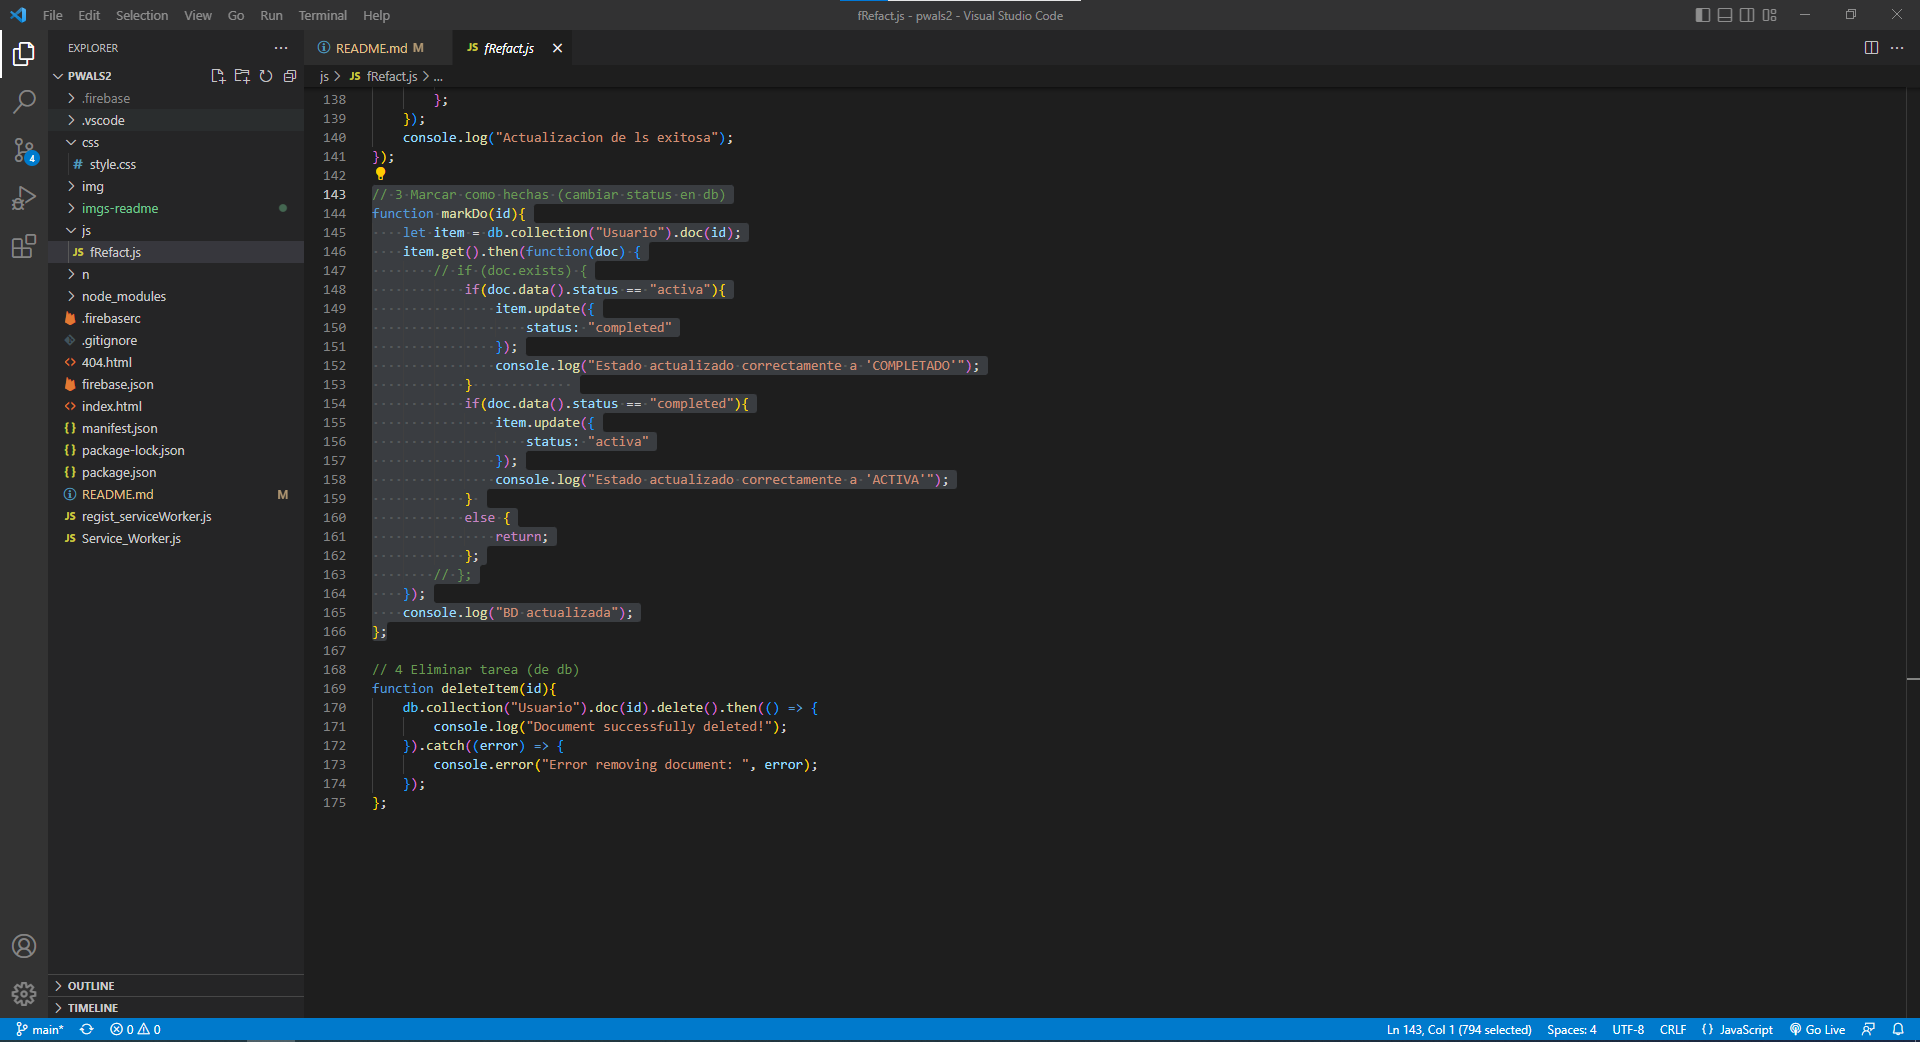 File Edit Selection View Go Run Terminal Help
fRefact.js - pwals2 - Visual Studio Code
EXPLORER
PWALS2
.firebase
.vscode
css
# style.css
img
imgs-readme
js
JS fRefact.js
n
node_modules
.firebaserc
.gitignore
<> 404.html
firebase.json
<> index.html
{} manifest.json
{} package-lock.json
{} package.json
README.md M
JS regist_serviceWorker.js
JS Service_Worker.js
OUTLINE
TIMELINE
4
README.md M
JS fRefact.js
js > JS fRefact.js > ...
138 };
139 });
140 console.log("Actualizacion de ls exitosa");
141 });
142
143 // 3 Marcar como hechas (cambiar status en db)
144 function markDo(id){
145 let item = db.collection("Usuario").doc(id);
146 item.get().then(function(doc) {
147 // if (doc.exists) {
148 if(doc.data().status == "activa"){
149 item.update({
150 status: "completed"
151 });
152 console.log("Estado actualizado correctamente a 'COMPLETADO'");
153 }
154 if(doc.data().status == "completed"){
155 item.update({
156 status: "activa"
157 });
158 console.log("Estado actualizado correctamente a 'ACTIVA'");
159 }
160 else {
161 return;
162 };
163 // };
164 });
165 console.log("BD actualizada");
166 };
167
168 // 4 Eliminar tarea (de db)
169 function deleteItem(id){
170 db.collection("Usuario").doc(id).delete().then(() => {
171 console.log("Document successfully deleted!");
172 }).catch((error) => {
173 console.error("Error removing document: ", error);
174 });
175 };
main* 0 0
Ln 143, Col 1 (794 selected) Spaces: 4 UTF-8 CRLF {} JavaScript Go Live